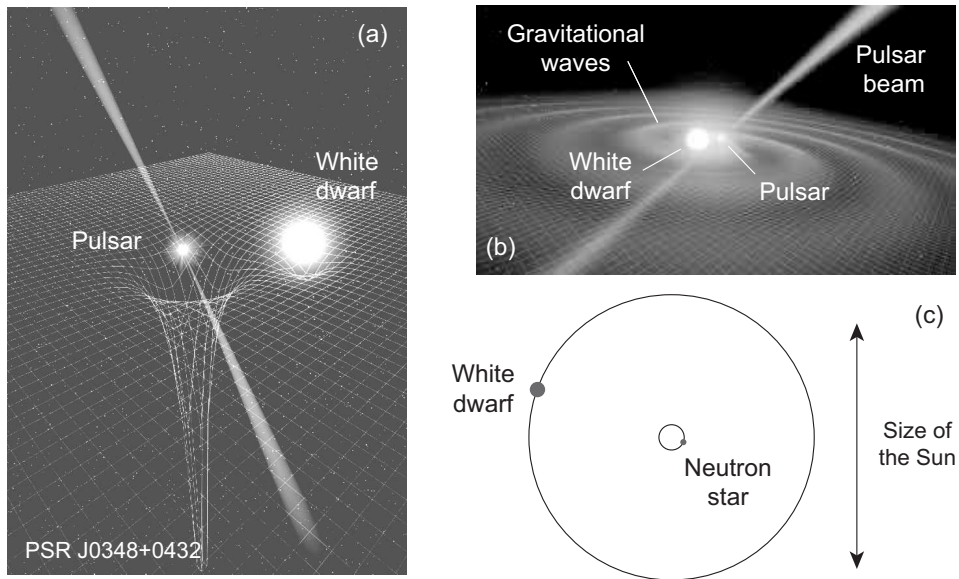 (a)
White
dwarf
Pulsar
PSR J0348+0432
Gravitational
waves
Pulsar
beam
White
dwarf
Pulsar
(b)
(c)
White
dwarf
Neutron
star
Size of
the Sun